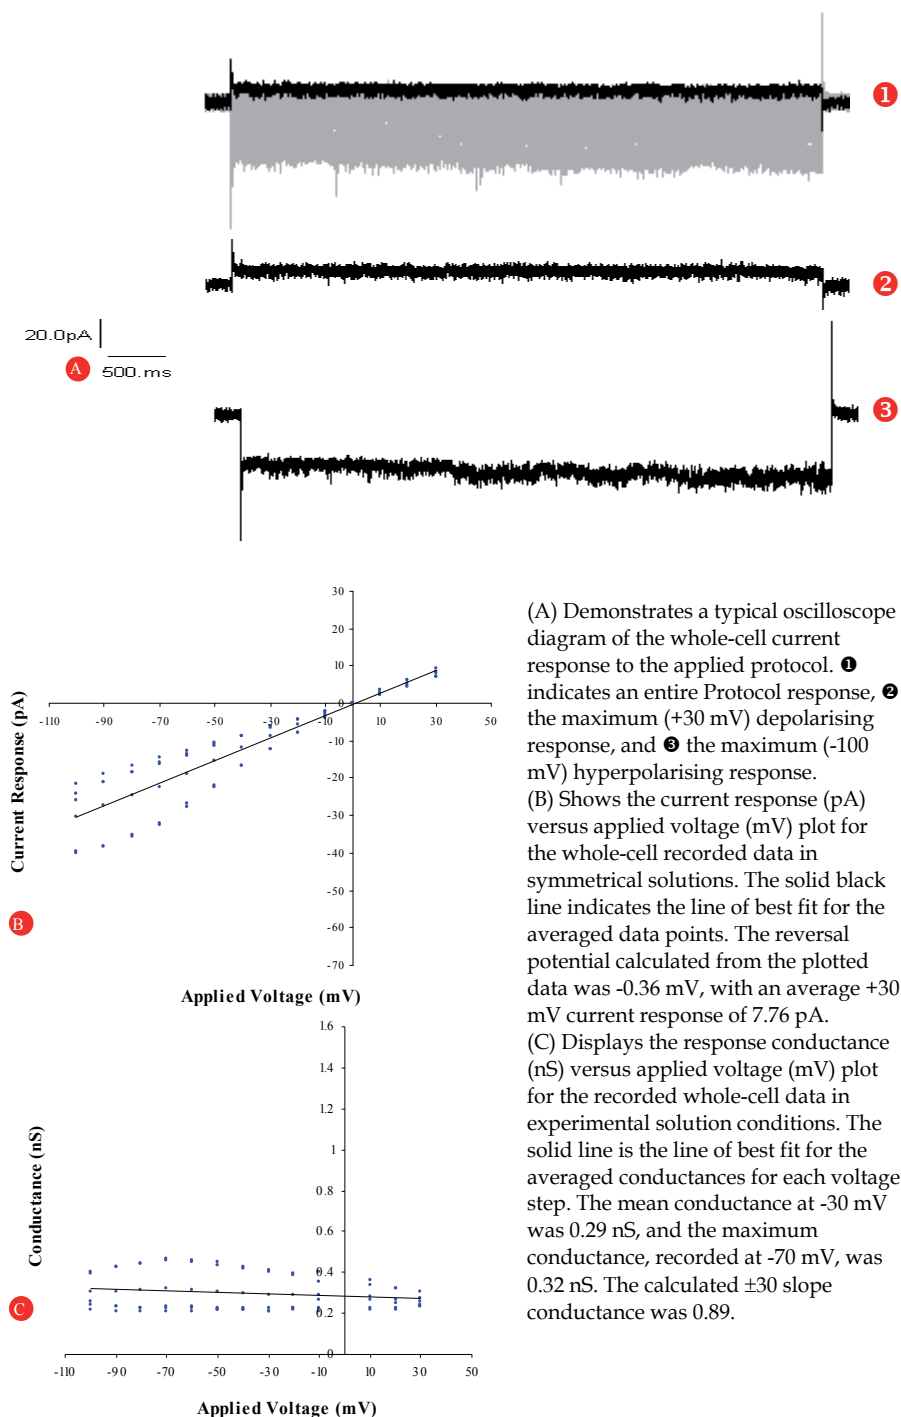 ❶
❷
20.0pA
A
500.ms
❸
30
20
10
0
-110 -90 -70 -50 -30 -10 10 30 50
-10
-20
-30
-40
-50
-60
-70
Current Response (pA)
B
Applied Voltage (mV)
1.6
1.4
1.2
1
0.8
0.6
0.4
0.2
0
-110 -90 -70 -50 -30 -10 10 30 50
Conductance (nS)
C
Applied Voltage (mV)
(A) Demonstrates a typical oscilloscope
diagram of the whole-cell current
response to the applied protocol. ❶
indicates an entire Protocol response, ❷
the maximum (+30 mV) depolarising
response, and ❸ the maximum (-100
mV) hyperpolarising response.
(B) Shows the current response (pA)
versus applied voltage (mV) plot for
the whole-cell recorded data in
symmetrical solutions. The solid black
line indicates the line of best fit for the
averaged data points. The reversal
potential calculated from the plotted
data was -0.36 mV, with an average +30
mV current response of 7.76 pA.
(C) Displays the response conductance
(nS) versus applied voltage (mV) plot
for the recorded whole-cell data in
experimental solution conditions. The
solid line is the line of best fit for the
averaged conductances for each voltage
step. The mean conductance at -30 mV
was 0.29 nS, and the maximum
conductance, recorded at -70 mV, was
0.32 nS. The calculated ±30 slope
conductance was 0.89.